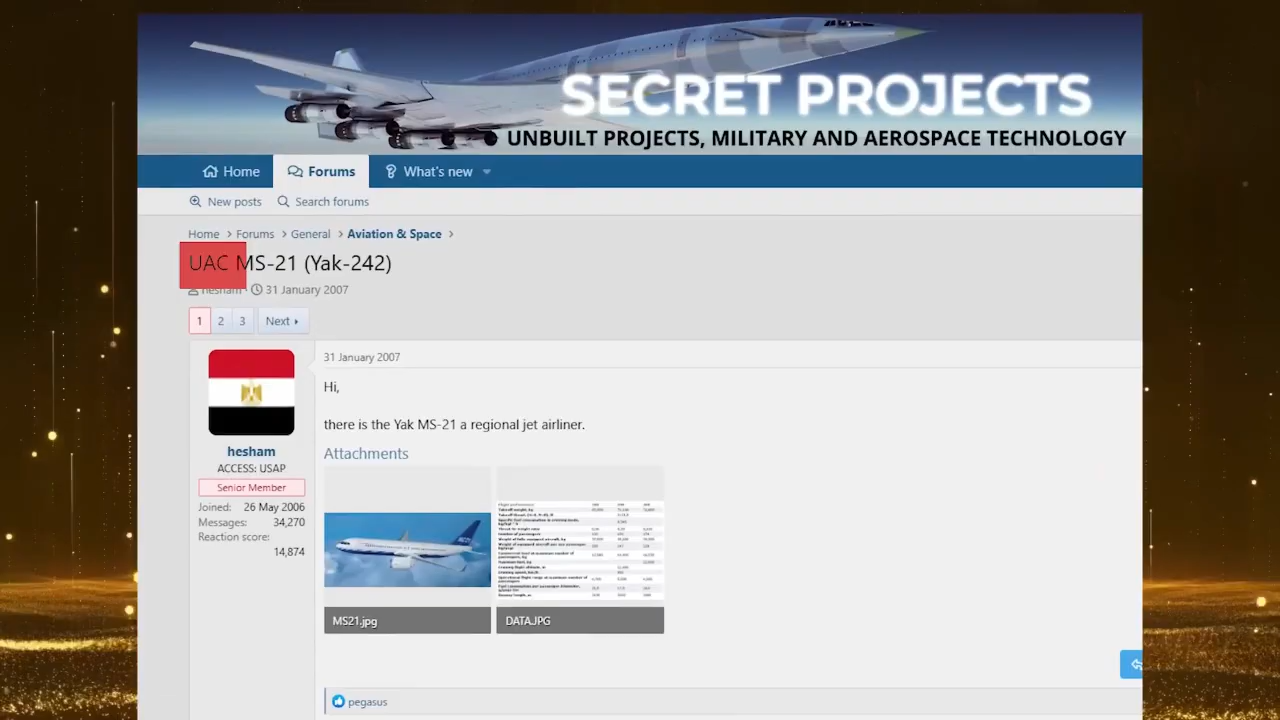 SECRET PROJECTS
UNBUILT PROJECTS, MILITARY AND AEROSPACE TECHNOLOGY
Home Forums What's new
New posts Search forums
Home Forums General Aviation & Space
UAC MS-21 (Yak-242)
hesham · 31 January 2007
1 2 3 Next
31 January 2007
Hi,
there is the Yak MS-21 a regional jet airliner.
Attachments
MS21.jpg DATA.JPG
hesham
ACCESS: USAP
Senior Member
Joined: 26 May 2006
Messages: 34,270
Reaction score:
14,874
pegasus